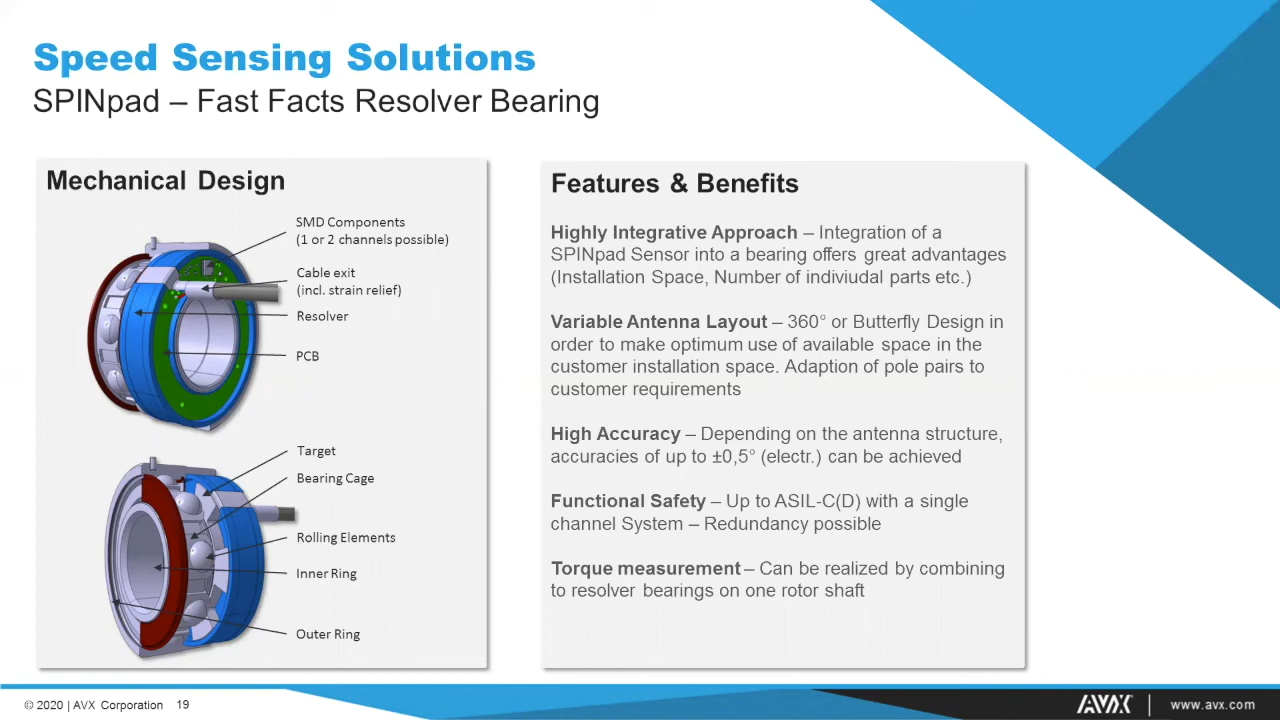 Speed Sensing Solutions
SPINpad – Fast Facts Resolver Bearing
Mechanical Design
SMD Components
(1 or 2 channels possible)
Cable exit
(incl. strain relief)
Resolver
PCB
Target
Bearing Cage
Rolling Elements
Inner Ring
Outer Ring
Features & Benefits
Highly Integrative Approach – Integration of a
SPINpad Sensor into a bearing offers great advantages
(Installation Space, Number of indiviudal parts etc.)
Variable Antenna Layout – 360° or Butterfly Design in
order to make optimum use of available space in the
customer installation space. Adaption of pole pairs to
customer requirements
High Accuracy – Depending on the antenna structure,
accuracies of up to ±0,5° (electr.) can be achieved
Functional Safety – Up to ASIL-C(D) with a single
channel System – Redundancy possible
Torque measurement – Can be realized by combining
to resolver bearings on one rotor shaft
© 2020 | AVX Corporation 19
AVX | www.avx.com